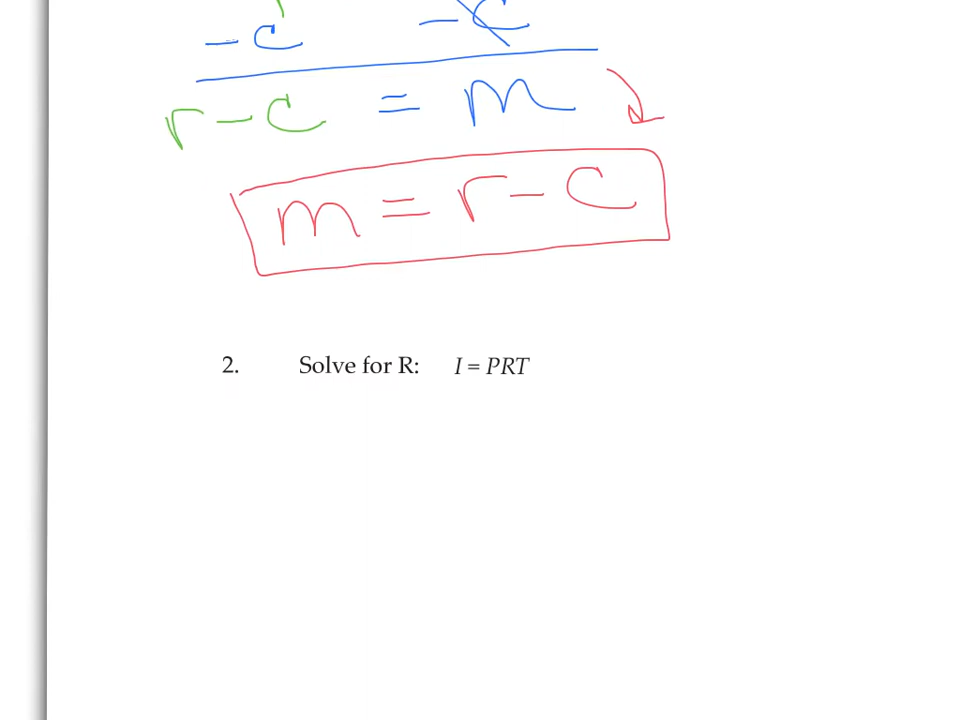 - c - c
r - c = m
m = r - c
2. Solve for R: I = PRT